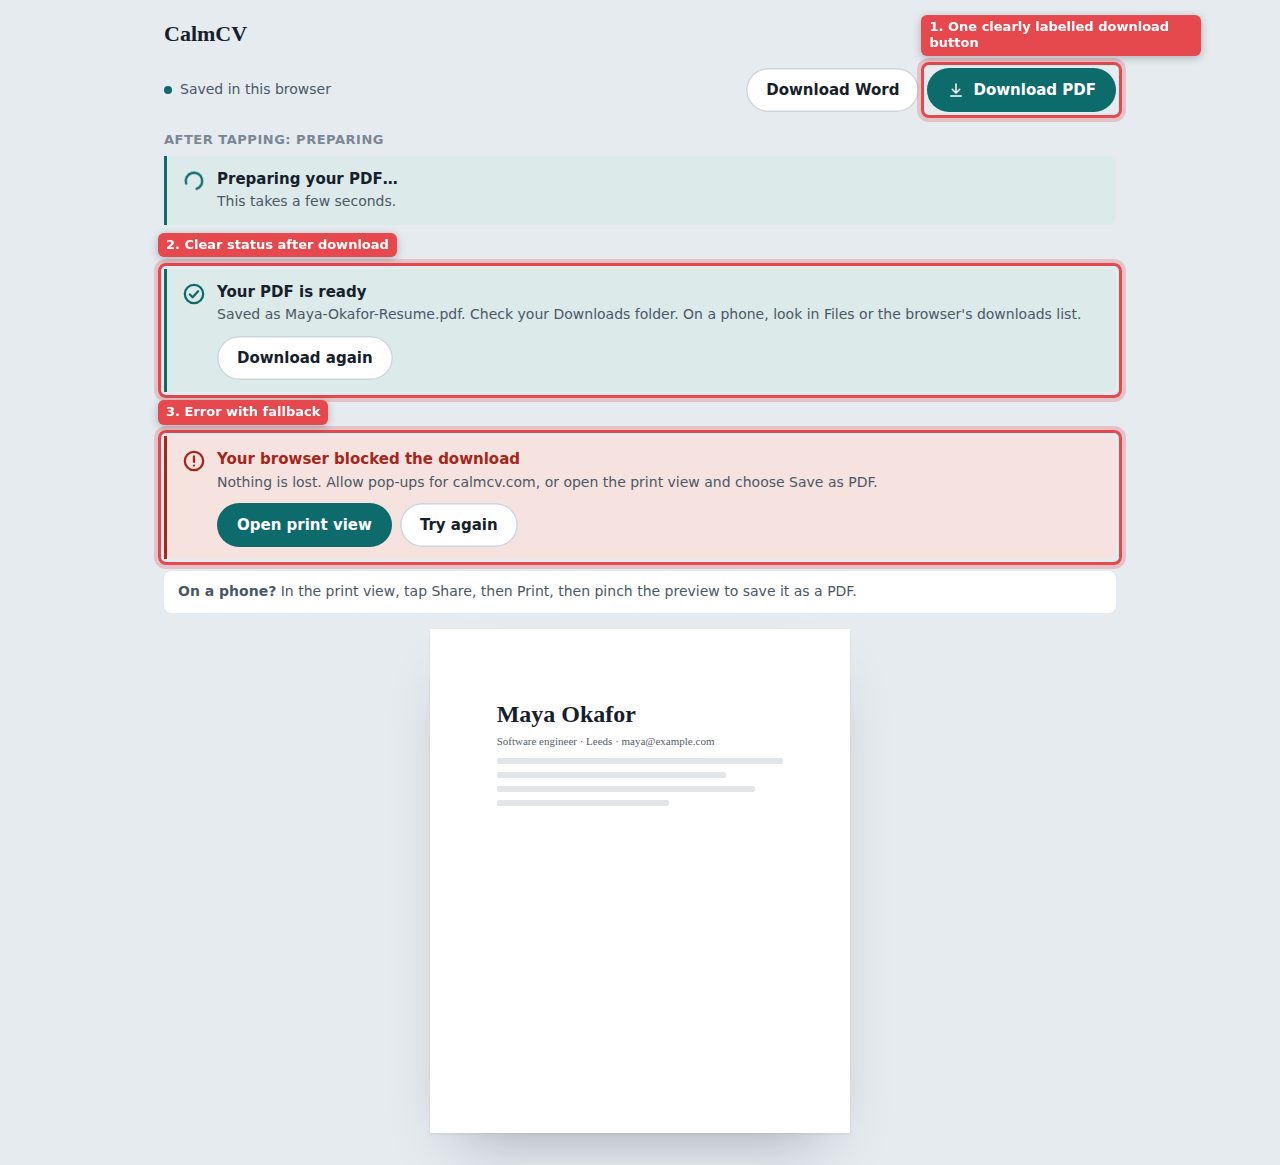 CalmCV
1. One clearly labelled download
button
Saved in this browser
Download Word
Download PDF
AFTER TAPPING: PREPARING
Preparing your PDF…
This takes a few seconds.
2. Clear status after download
Your PDF is ready
Saved as Maya-Okafor-Resume.pdf. Check your Downloads folder. On a phone, look in Files or the browser's downloads list.
Download again
3. Error with fallback
Your browser blocked the download
Nothing is lost. Allow pop-ups for calmcv.com, or open the print view and choose Save as PDF.
Open print view
Try again
On a phone? In the print view, tap Share, then Print, then pinch the preview to save it as a PDF.
Maya Okafor
Software engineer · Leeds · maya@example.com